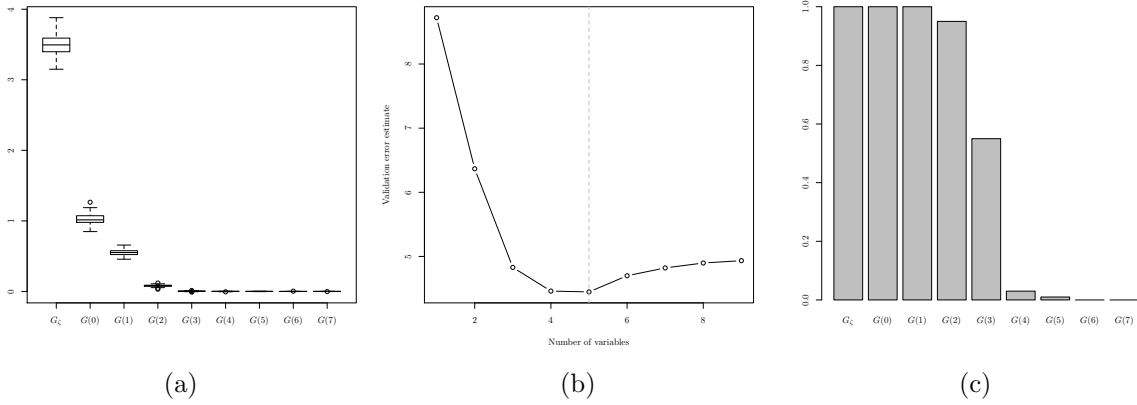 4
3
2
1
0
G_ζ G(0) G(1) G(2) G(3) G(4) G(5) G(6) G(7)
(a)
Validation error estimate
8
7
6
5
2 4 6 8
Number of variables
(b)
1.0
0.8
0.6
0.4
0.2
0.0
G_ζ G(0) G(1) G(2) G(3) G(4) G(5) G(6) G(7)
(c)